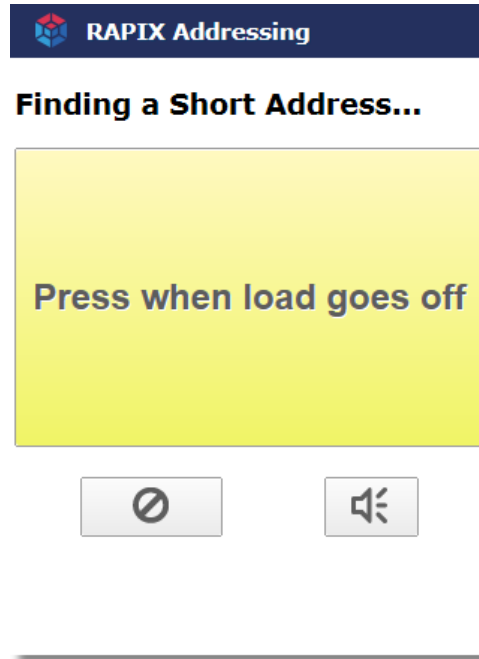 RAPIX Addressing
Finding a Short Address...
Press when load goes off